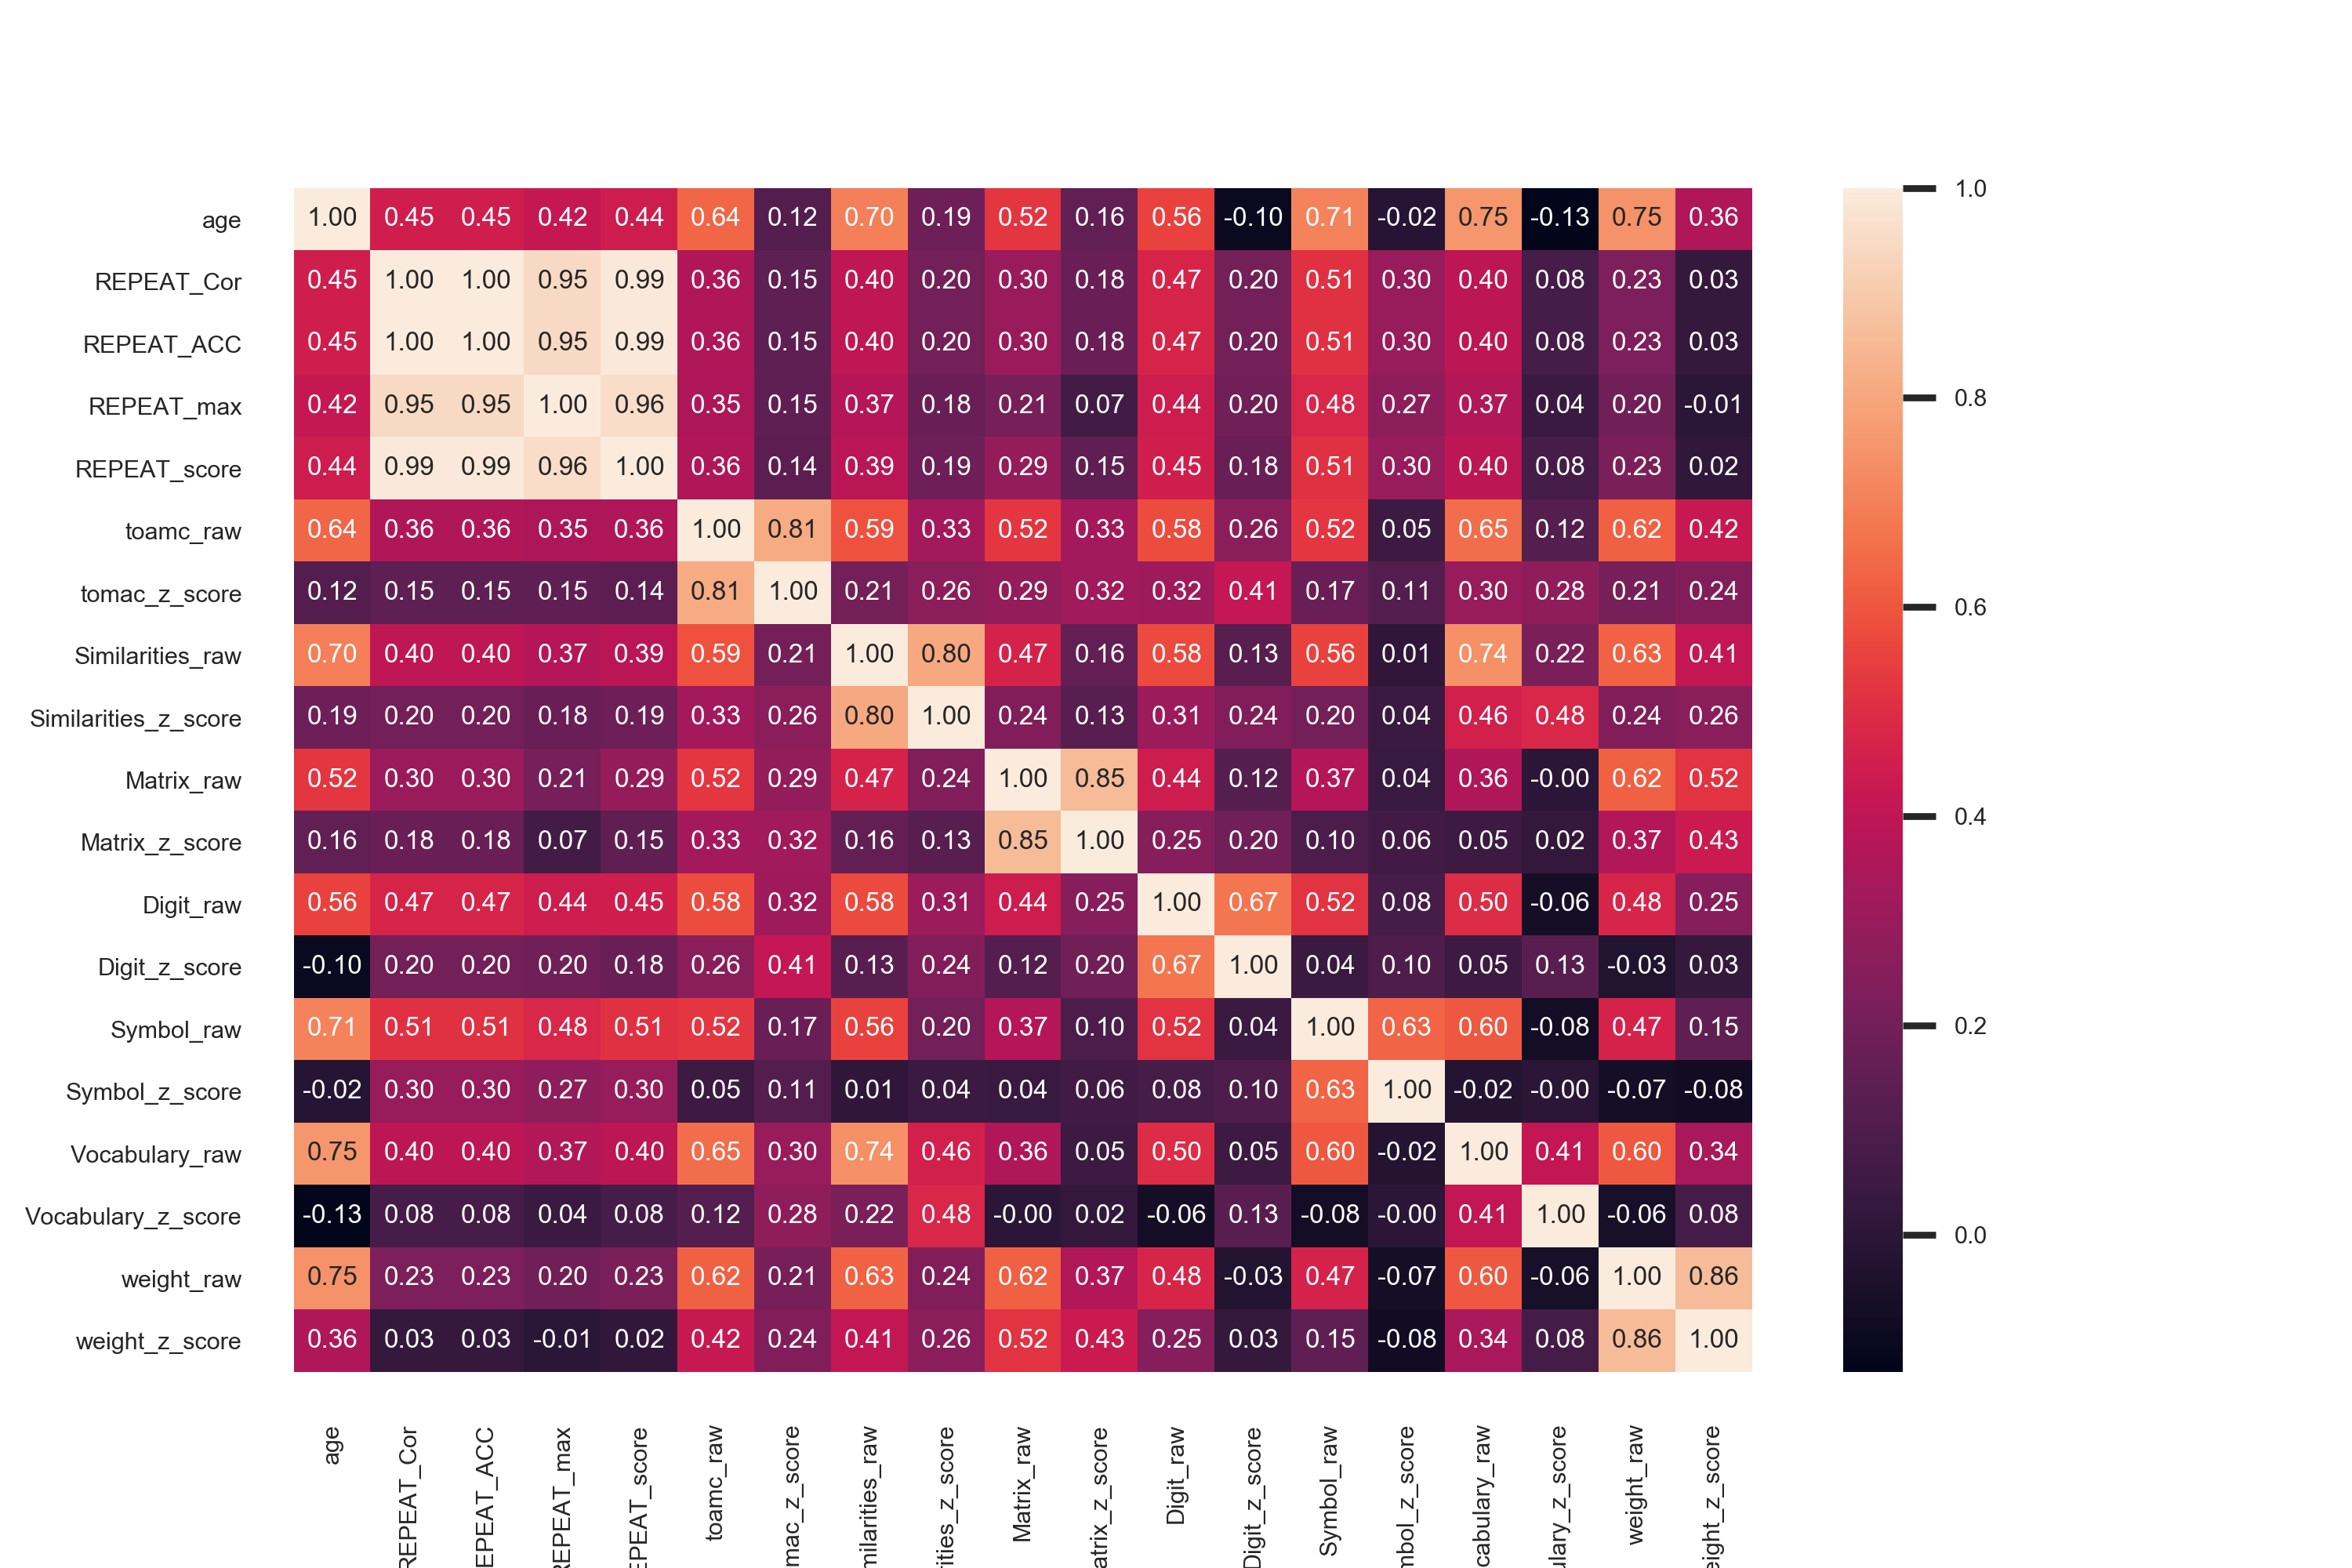 age 1.00 0.45 0.45 0.42 0.44 0.64 0.12 0.70 0.19 0.52 0.16 0.56 -0.10 0.71 -0.02 0.75 -0.13 0.75 0.36
REPEAT_Cor 0.45 1.00 1.00 0.95 0.99 0.36 0.15 0.40 0.20 0.30 0.18 0.47 0.20 0.51 0.30 0.40 0.08 0.23 0.03
REPEAT_ACC 0.45 1.00 1.00 0.95 0.99 0.36 0.15 0.40 0.20 0.30 0.18 0.47 0.20 0.51 0.30 0.40 0.08 0.23 0.03
REPEAT_max 0.42 0.95 0.95 1.00 0.96 0.35 0.15 0.37 0.18 0.21 0.07 0.44 0.20 0.48 0.27 0.37 0.04 0.20 -0.01
REPEAT_score 0.44 0.99 0.99 0.96 1.00 0.36 0.14 0.39 0.19 0.29 0.15 0.45 0.18 0.51 0.30 0.40 0.08 0.23 0.02
toamc_raw 0.64 0.36 0.36 0.35 0.36 1.00 0.81 0.59 0.33 0.52 0.33 0.58 0.26 0.52 0.05 0.65 0.12 0.62 0.42
tomac_z_score 0.12 0.15 0.15 0.15 0.14 0.81 1.00 0.21 0.26 0.29 0.32 0.32 0.41 0.17 0.11 0.30 0.28 0.21 0.24
Similarities_raw 0.70 0.40 0.40 0.37 0.39 0.59 0.21 1.00 0.80 0.47 0.16 0.58 0.13 0.56 0.01 0.74 0.22 0.63 0.41
Similarities_z_score 0.19 0.20 0.20 0.18 0.19 0.33 0.26 0.80 1.00 0.24 0.13 0.31 0.24 0.20 0.04 0.46 0.48 0.24 0.26
Matrix_raw 0.52 0.30 0.30 0.21 0.29 0.52 0.29 0.47 0.24 1.00 0.85 0.44 0.12 0.37 0.04 0.36 -0.00 0.62 0.52
Matrix_z_score 0.16 0.18 0.18 0.07 0.15 0.33 0.32 0.16 0.13 0.85 1.00 0.25 0.20 0.10 0.06 0.05 0.02 0.37 0.43
Digit_raw 0.56 0.47 0.47 0.44 0.45 0.58 0.32 0.58 0.31 0.44 0.25 1.00 0.67 0.52 0.08 0.50 -0.06 0.48 0.25
Digit_z_score -0.10 0.20 0.20 0.20 0.18 0.26 0.41 0.13 0.24 0.12 0.20 0.67 1.00 0.04 0.10 0.05 0.13 -0.03 0.03
Symbol_raw 0.71 0.51 0.51 0.48 0.51 0.52 0.17 0.56 0.20 0.37 0.10 0.52 0.04 1.00 0.63 0.60 -0.08 0.47 0.15
Symbol_z_score -0.02 0.30 0.30 0.27 0.30 0.05 0.11 0.01 0.04 0.04 0.06 0.08 0.10 0.63 1.00 -0.02 -0.00 -0.07 -0.08
Vocabulary_raw 0.75 0.40 0.40 0.37 0.40 0.65 0.30 0.74 0.46 0.36 0.05 0.50 0.05 0.60 -0.02 1.00 0.41 0.60 0.34
Vocabulary_z_score -0.13 0.08 0.08 0.04 0.08 0.12 0.28 0.22 0.48 -0.00 0.02 -0.06 0.13 -0.08 -0.00 0.41 1.00 -0.06 0.08
weight_raw 0.75 0.23 0.23 0.20 0.23 0.62 0.21 0.63 0.24 0.62 0.37 0.48 -0.03 0.47 -0.07 0.60 -0.06 1.00 0.86
weight_z_score 0.36 0.03 0.03 -0.01 0.02 0.42 0.24 0.41 0.26 0.52 0.43 0.25 0.03 0.15 -0.08 0.34 0.08 0.86 1.00
age
REPEAT_Cor
EPEAT_ACC
REPEAT_max
EPEAT_score
toamc_raw
mac_z_score
milarities_raw
rities_z_score
Matrix_raw
atrix_z_score
Digit_raw
Digit_z_score
Symbol_raw
mbol_z_score
cabulary_raw
ulary_z_score
weight_raw
eight_z_score
1.0
0.8
0.6
0.4
0.2
0.0